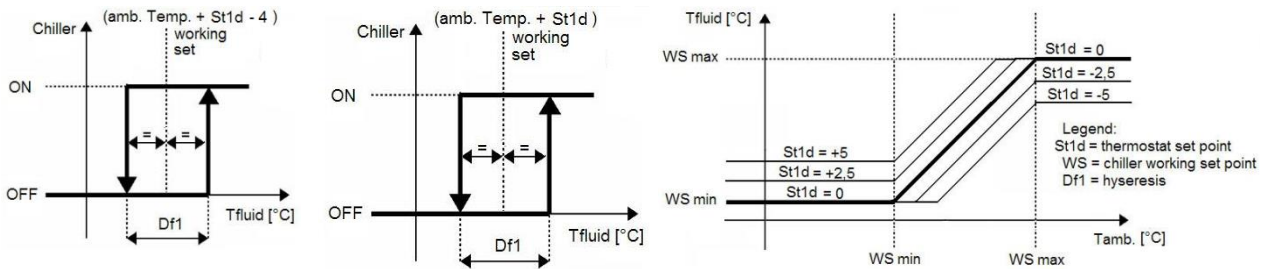 (amb. Temp. + St1d - 4)
Chiller
working
set
ON
= =
OFF
Tfluid [°C]
Df1
(amb. Temp. + St1d )
Chiller
working
set
ON
= =
OFF
Tfluid [°C]
Df1
Tfluid [°C]
WS max
St1d = 0
St1d = -2,5
St1d = -5
St1d = +5
St1d = +2,5
St1d = 0
WS min
Legend:
St1d = thermostat set point
WS = chiller working set point
Df1 = hyseresis
Tamb. [°C]
WS min
WS max